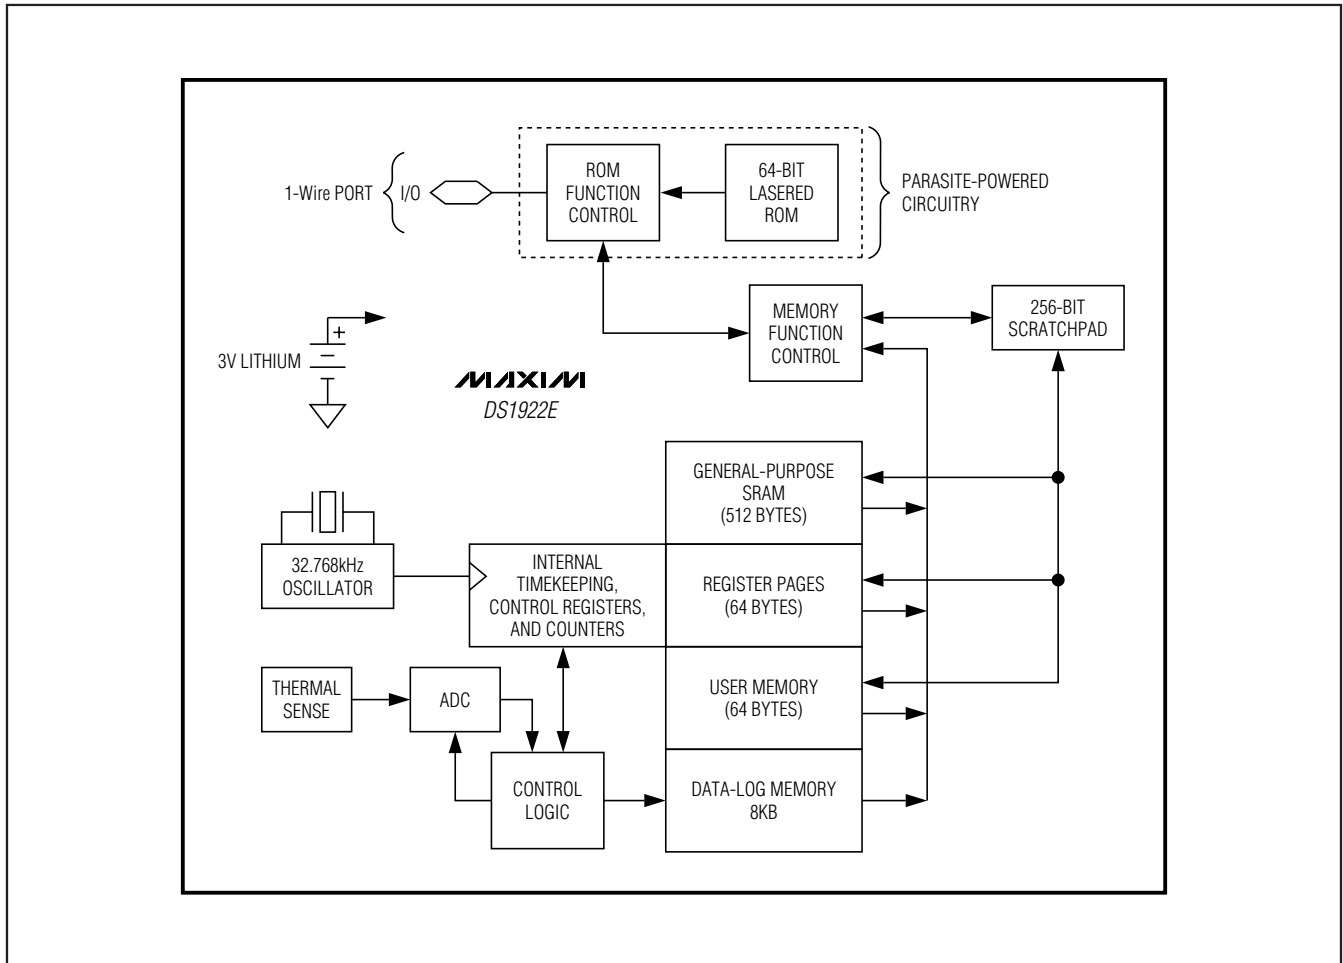 1-Wire PORT
I/O
ROM
FUNCTION
CONTROL
64-BIT
LASERED
ROM
PARASITE-POWERED
CIRCUITRY
MEMORY
FUNCTION
CONTROL
256-BIT
SCRATCHPAD
3V LITHIUM
+
MAXIM
DS1922E
GENERAL-PURPOSE
SRAM
(512 BYTES)
32.768kHz
OSCILLATOR
INTERNAL
TIMEKEEPING,
CONTROL REGISTERS,
AND COUNTERS
REGISTER PAGES
(64 BYTES)
THERMAL
SENSE
ADC
USER MEMORY
(64 BYTES)
CONTROL
LOGIC
DATA-LOG MEMORY
8KB